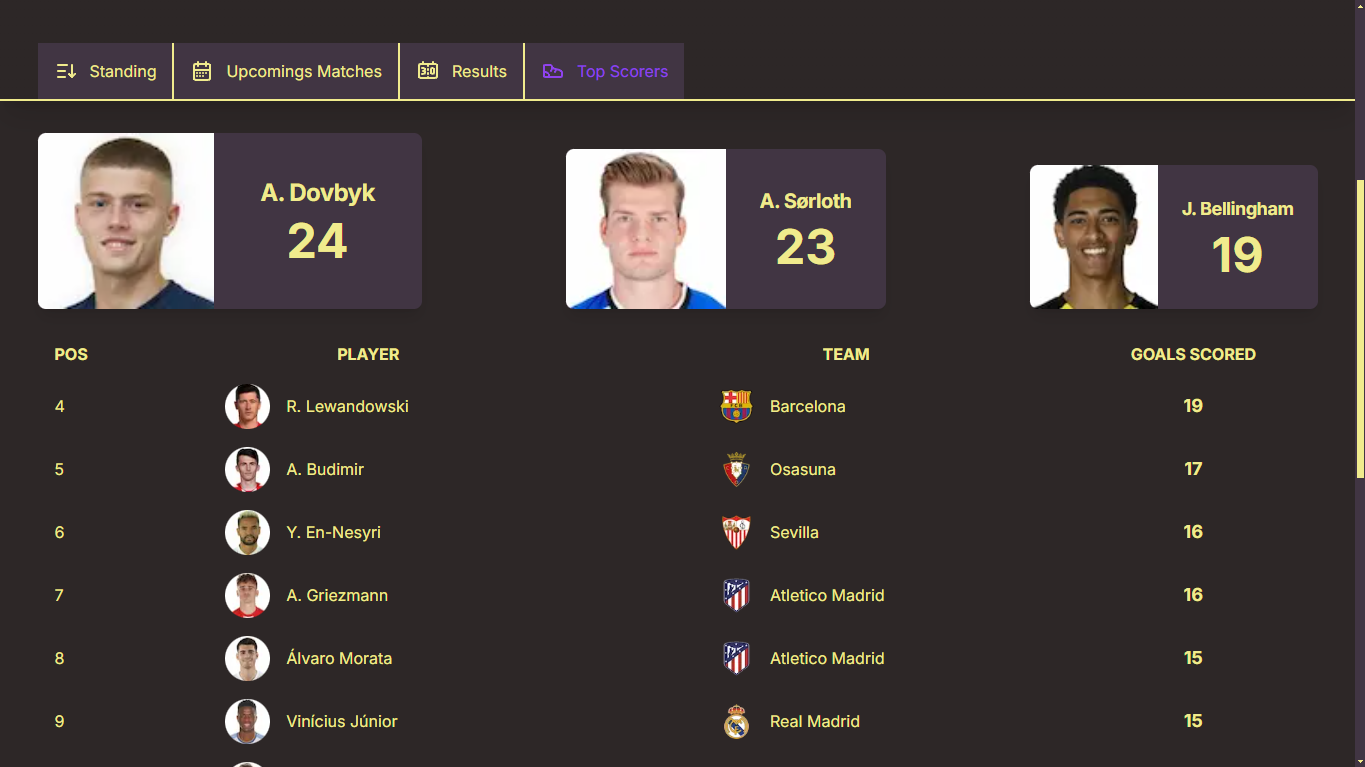 Standing Upcomings Matches 3:0 Results Top Scorers
A. Dovbyk
24
A. Sørloth
23
J. Bellingham
19
POS PLAYER TEAM GOALS SCORED
4 R. Lewandowski Barcelona 19
5 A. Budimir Osasuna 17
6 Y. En-Nesyri Sevilla 16
7 A. Griezmann Atletico Madrid 16
8 Álvaro Morata Atletico Madrid 15
9 Vinícius Júnior Real Madrid 15